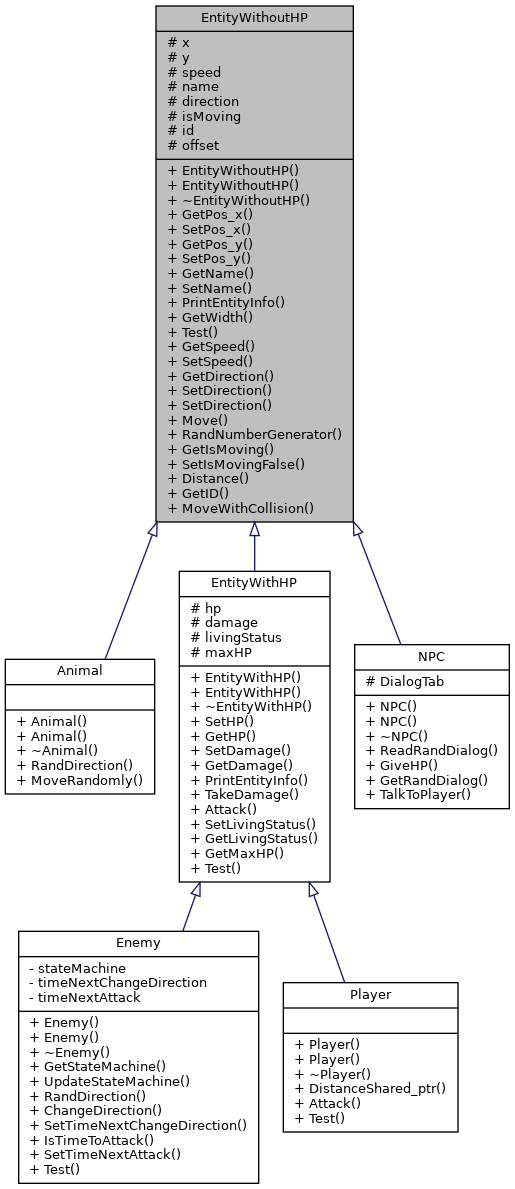 EntityWithoutHP
# x
# y
# speed
# name
# direction
# isMoving
# id
# offset
+ EntityWithoutHP()
+ EntityWithoutHP()
+ ~EntityWithoutHP()
+ GetPos_x()
+ SetPos_x()
+ GetPos_y()
+ SetPos_y()
+ GetName()
+ SetName()
+ PrintEntityInfo()
+ GetWidth()
+ Test()
+ GetSpeed()
+ SetSpeed()
+ GetDirection()
+ SetDirection()
+ SetDirection()
+ Move()
+ RandNumberGenerator()
+ GetIsMoving()
+ SetIsMovingFalse()
+ Distance()
+ GetID()
+ MoveWithCollision()
Animal
+ Animal()
+ Animal()
+ ~Animal()
+ RandDirection()
+ MoveRandomly()
EntityWithHP
# hp
# damage
# livingStatus
# maxHP
+ EntityWithHP()
+ EntityWithHP()
+ ~EntityWithHP()
+ SetHP()
+ GetHP()
+ SetDamage()
+ GetDamage()
+ PrintEntityInfo()
+ TakeDamage()
+ Attack()
+ SetLivingStatus()
+ GetLivingStatus()
+ GetMaxHP()
+ Test()
NPC
# DialogTab
+ NPC()
+ NPC()
+ ~NPC()
+ ReadRandDialog()
+ GiveHP()
+ GetRandDialog()
+ TalkToPlayer()
Enemy
- stateMachine
- timeNextChangeDirection
- timeNextAttack
+ Enemy()
+ Enemy()
+ ~Enemy()
+ GetStateMachine()
+ UpdateStateMachine()
+ RandDirection()
+ ChangeDirection()
+ SetTimeNextChangeDirection()
+ IsTimeToAttack()
+ SetTimeNextAttack()
+ Test()
Player
+ Player()
+ Player()
+ ~Player()
+ DistanceShared_ptr()
+ Attack()
+ Test()